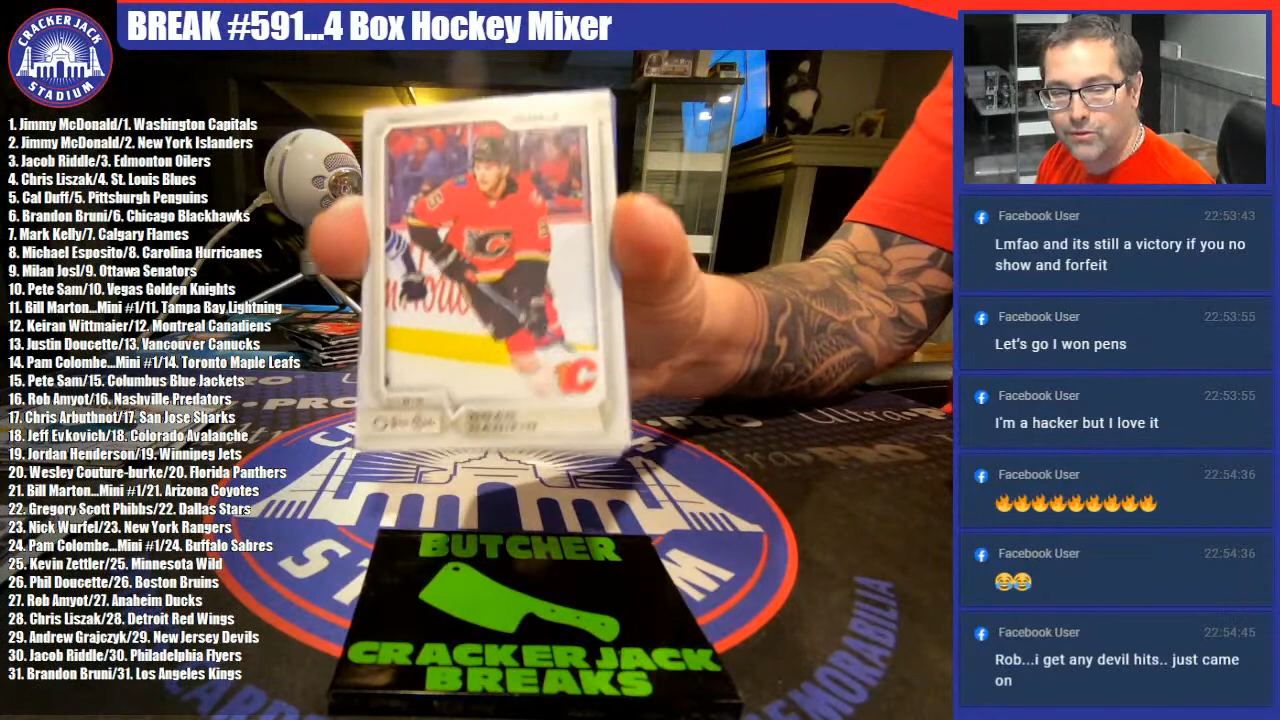 CRACKER JACK
STADIUM
BREAK #591...4 Box Hockey Mixer
1. Jimmy McDonald/1. Washington Capitals
2. Jimmy McDonald/2. New York Islanders
3. Jacob Riddle/3. Edmonton Oilers
4. Chris Liszak/4. St. Louis Blues
5. Cal Duff/5. Pittsburgh Penguins
6. Brandon Bruni/6. Chicago Blackhawks
7. Mark Kelly/7. Calgary Flames
8. Michael Esposito/8. Carolina Hurricanes
9. Milan Josl/9. Ottawa Senators
10. Pete Sam/10. Vegas Golden Knights
11. Bill Marton...Mini #1/11. Tampa Bay Lightning
12. Keiran Wittmaier/12. Montreal Canadiens
13. Justin Doucette/13. Vancouver Canucks
14. Pam Colombe...Mini #1/14. Toronto Maple Leafs
15. Pete Sam/15. Columbus Blue Jackets
16. Rob Amyot/16. Nashville Predators
17. Chris Arbuthnot/17. San Jose Sharks
18. Jeff Evkovich/18. Colorado Avalanche
19. Jordan Henderson/19. Winnipeg Jets
20. Wesley Couture-burke/20. Florida Panthers
21. Bill Marton...Mini #1/21. Arizona Coyotes
22. Gregory Scott Phibbs/22. Dallas Stars
23. Nick Wurfel/23. New York Rangers
24. Pam Colombe...Mini #1/24. Buffalo Sabres
25. Kevin Zettler/25. Minnesota Wild
26. Phil Doucette/26. Boston Bruins
27. Rob Amyot/27. Anaheim Ducks
28. Chris Liszak/28. Detroit Red Wings
29. Andrew Grajczyk/29. New Jersey Devils
30. Jacob Riddle/30. Philadelphia Flyers
31. Brandon Bruni/31. Los Angeles Kings
BUTCHER
CRACKER JACK
BREAKS
MEMORABILIA
Facebook User 22:53:43
Lmfao and its still a victory if you no
show and forfeit
Facebook User 22:53:55
Let's go I won pens
Facebook User 22:53:55
I'm a hacker but I love it
Facebook User 22:54:36
🔥🔥🔥🔥🔥🔥🔥🔥🔥
Facebook User 22:54:36
😂😂
Facebook User 22:54:45
Rob...i get any devil hits.. just came
on